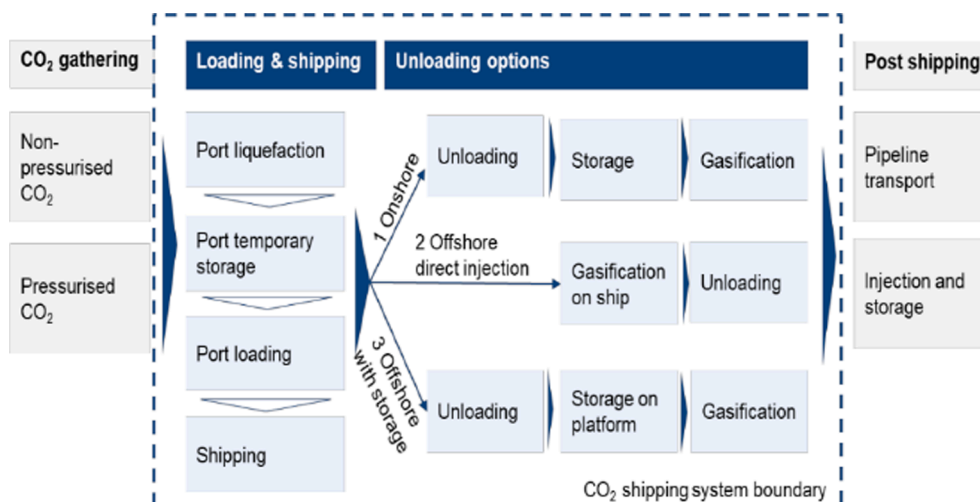 CO₂ gathering
Non-
pressurised
CO₂
Pressurised
CO₂
Loading & shipping
Port liquefaction
Port temporary
storage
Port loading
Shipping
Unloading options
1 Onshore
Unloading
Storage
Gasification
2 Offshore
direct injection
Gasification
on ship
Unloading
3 Offshore
with storage
Unloading
Storage on
platform
Gasification
CO₂ shipping system boundary
Post shipping
Pipeline
transport
Injection and
storage